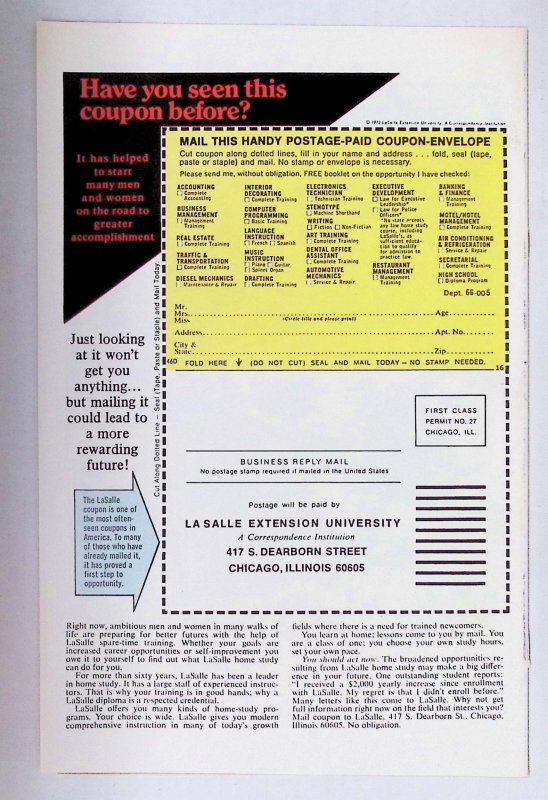 Have you seen this
coupon before?
© 1972 LaSalle Extension University A Correspondence Institution
It has helped
to start
many men
and women
on the road to
greater
accomplishment
Just looking
at it won't
get you
anything...
but mailing it
could lead to
a more
rewarding
future!
The LaSalle
coupon is one of
the most often-
seen coupons in
America. To many
of those who have
already mailed it,
it has proved a
first step to
opportunity.
Cut Along Dotted Line — Seal (Tape, Paste or Staple) and Mail Today.
MAIL THIS HANDY POSTAGE-PAID COUPON-ENVELOPE
Cut coupon along dotted lines, fill in your name and address . . . fold, seal (tape,
paste or staple) and mail. No stamp or envelope is necessary.
Please send me, without obligation, FREE booklet on the opportunity I have checked:
ACCOUNTING
Complete
Accounting
BUSINESS
MANAGEMENT
Management
Training
REAL ESTATE
Complete Training
TRAFFIC &
TRANSPORTATION
Complete Training
DIESEL MECHANICS
Maintenance & Repair
INTERIOR
DECORATING
Complete Training
COMPUTER
PROGRAMMING
Basic Training
LANGUAGE
INSTRUCTION
French Spanish
MUSIC
INSTRUCTION
Piano Guitar
Spinet Organ
DRAFTING
Complete Training
ELECTRONICS
TECHNICIAN
Technician Training
STENOTYPE
Machine Shorthand
WRITING
Fiction Non-Fiction
ART TRAINING
Complete Training
DENTAL OFFICE
ASSISTANT
Complete Training
AUTOMOTIVE
MECHANICS
Service & Repair
EXECUTIVE
DEVELOPMENT
Law for Executive
Leadership*
Law for Police
Officers*
*No state accepts
any law home study
course, including
LaSalle's, as
sufficient educa-
tion to qualify
for admission to
practice law.
RESTAURANT
MANAGEMENT
Management
Training
BANKING
& FINANCE
Management
Training
MOTEL/HOTEL
MANAGEMENT
Complete Training
AIR CONDITIONING
& REFRIGERATION
Service & Repair
SECRETARIAL
Complete Training
HIGH SCHOOL
Diploma Program
Dept. 66-005
Mr.
Mrs. Age
Miss (Circle title and please print)
Address Apt. No.
City &
State Zip
46D FOLD HERE (DO NOT CUT) SEAL AND MAIL TODAY – NO STAMP NEEDED.
16
FIRST CLASS
PERMIT NO. 27
CHICAGO, ILL.
BUSINESS REPLY MAIL
No postage stamp required if mailed in the United States
Postage will be paid by
LA SALLE EXTENSION UNIVERSITY
A Correspondence Institution
417 S. DEARBORN STREET
CHICAGO, ILLINOIS 60605
Right now, ambitious men and women in many walks of
life are preparing for better futures with the help of
LaSalle spare-time training. Whether your goals are
increased career opportunities or self-improvement you
owe it to yourself to find out what LaSalle home study
can do for you.
For more than sixty years, LaSalle has been a leader
in home study. It has a large staff of experienced instruc-
tors. That is why your training is in good hands; why a
LaSalle diploma is a respected credential.
LaSalle offers you many kinds of home-study pro-
grams. Your choice is wide. LaSalle gives you modern
comprehensive instruction in many of today's growth
fields where there is a need for trained newcomers.
You learn at home; lessons come to you by mail. You
are a class of one; you choose your own study hours,
set your own pace.
You should act now. The broadened opportunities re-
sulting from LaSalle home study may make a big differ-
ence in your future. One outstanding student reports:
"I received a $2,000 yearly increase since enrollment
with LaSalle. My regret is that I didn't enroll before."
Many letters like this come to LaSalle. Why not get
full information right now on the field that interests you?
Mail coupon to LaSalle, 417 S. Dearborn St., Chicago,
Illinois 60605. No obligation.